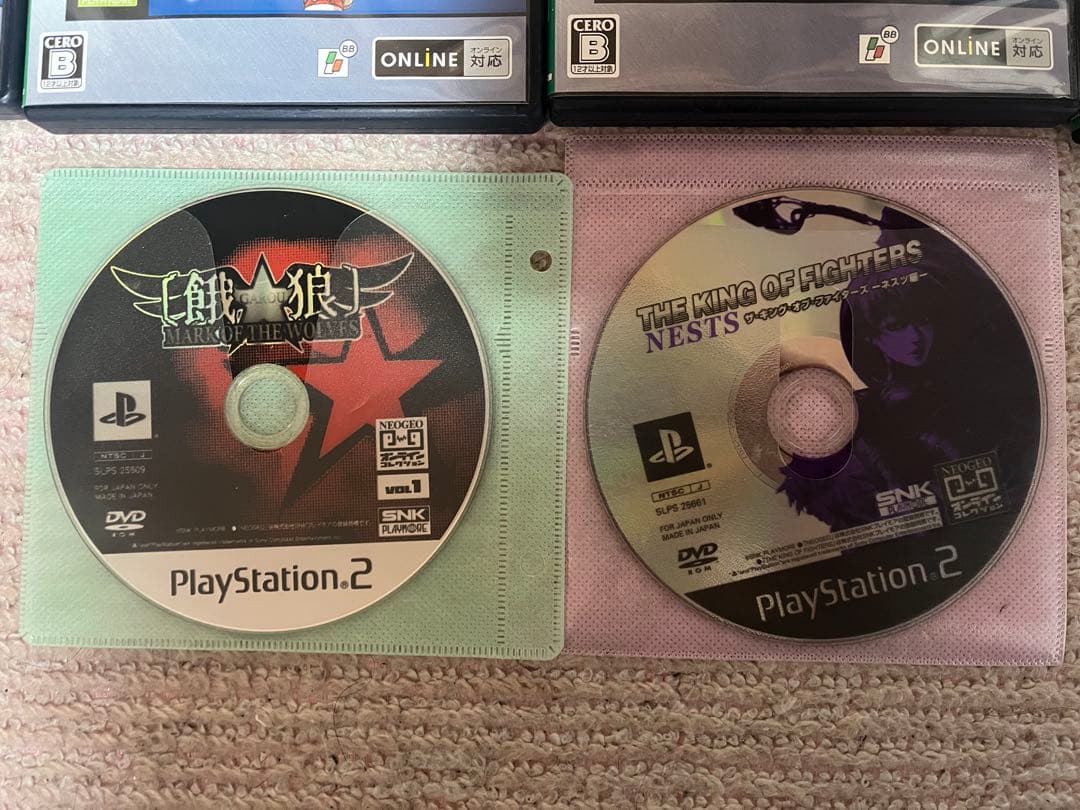 CERO
B
12才以上対象
BB
ONLINE
オンライン
対応
CERO
B
12才以上対象
BB
ONLINE
オンライン
対応
餓狼
GAROU
MARK OF THE WOLVES
NTSC J
SLPS 25509
FOR JAPAN ONLY
MADE IN JAPAN
DVD
ROM
NEOGEO
オンライン
コレクション
VOL.1
SNK
PLAYMORE
PlayStation®2
THE KING OF FIGHTERS
NESTS ザ・キング・オブ・ファイターズ ーネスツ編ー
NTSC J
SLPS 25661
FOR JAPAN ONLY
MADE IN JAPAN
DVD
ROM
SNK
PLAYMORE
NEOGEO
オンライン
コレクション
PlayStation®2